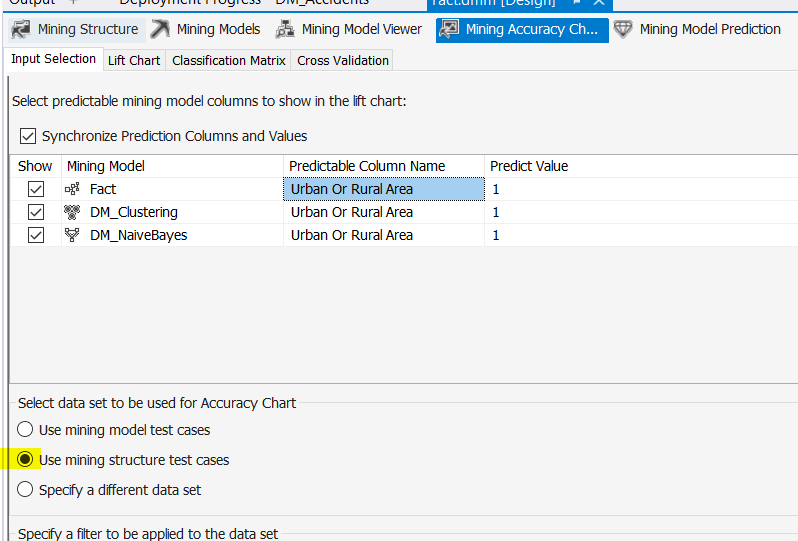 Output Deployment Progress DM_Accidents Fact.dmm [Design]
Mining Structure Mining Models Mining Model Viewer Mining Accuracy Ch... Mining Model Prediction
Input Selection Lift Chart Classification Matrix Cross Validation
Select predictable mining model columns to show in the lift chart:
Synchronize Prediction Columns and Values
Show Mining Model Predictable Column Name Predict Value
Fact Urban Or Rural Area 1
DM_Clustering Urban Or Rural Area 1
DM_NaiveBayes Urban Or Rural Area 1
Select data set to be used for Accuracy Chart
Use mining model test cases
Use mining structure test cases
Specify a different data set
Specify a filter to be applied to the data set